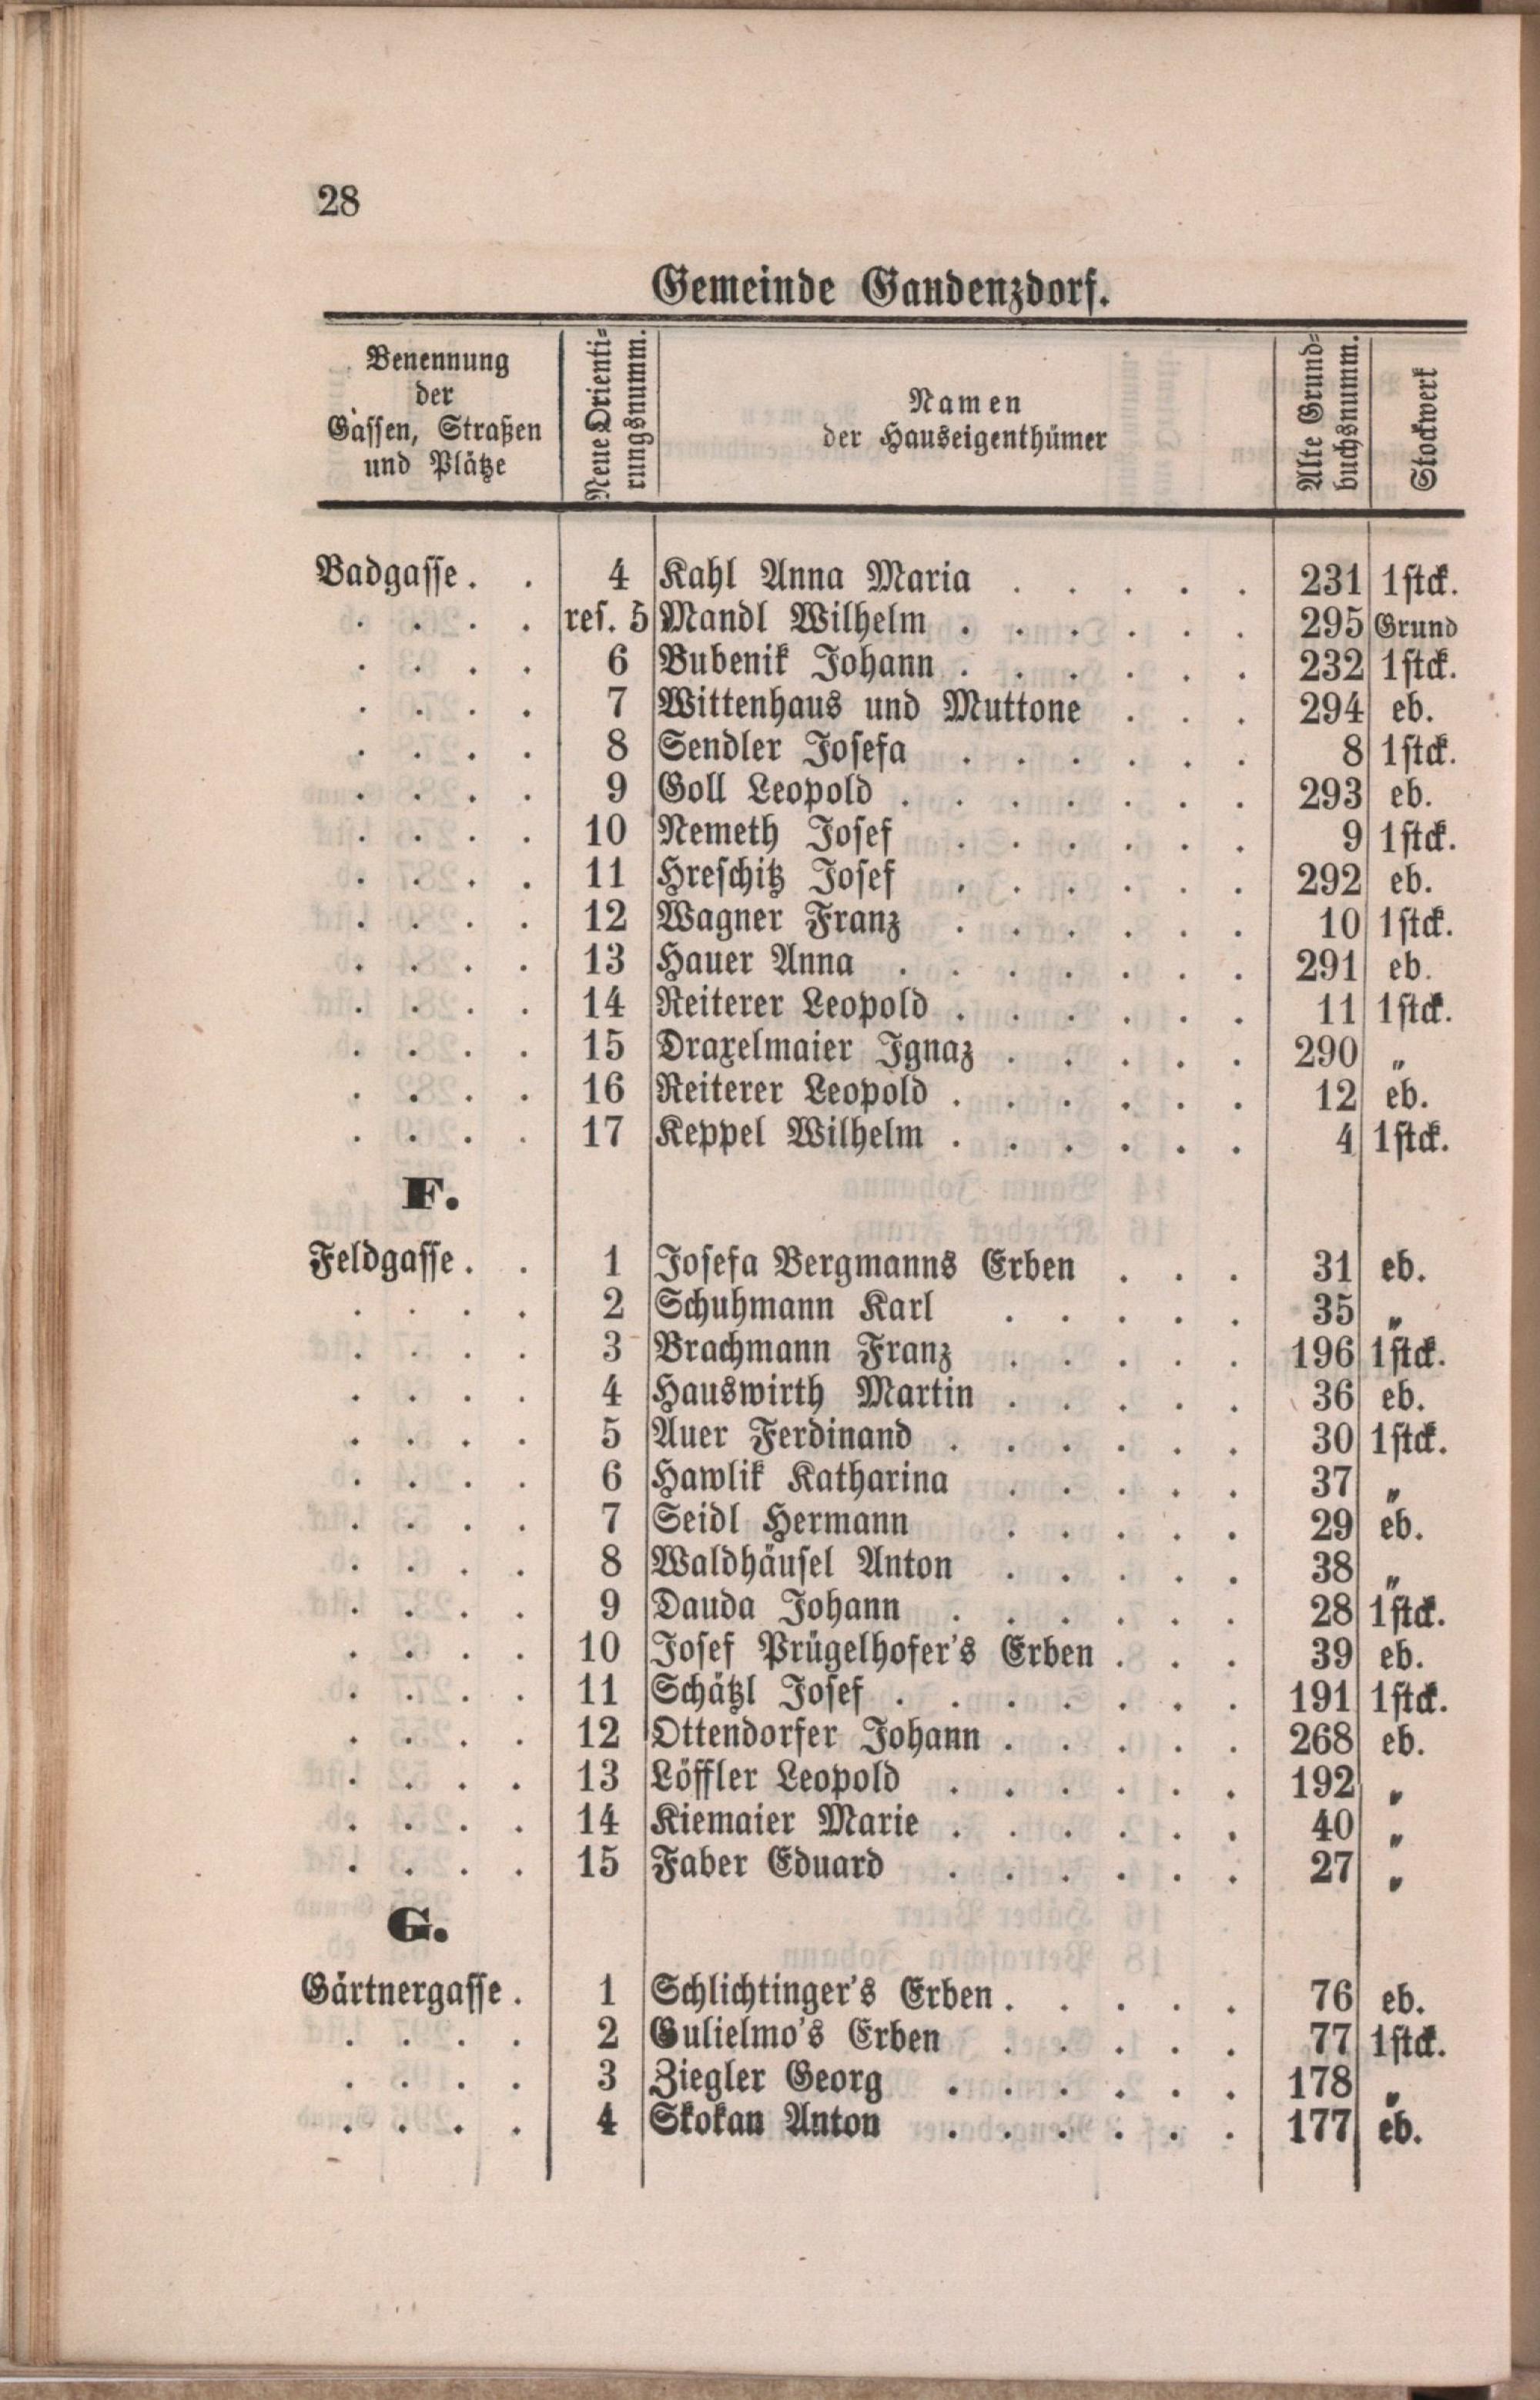 28
Gemeinde Gaudenzdorf.
Benennung
der
Gassen, Straßen
und Plätze
Neue Orienti-
rungsnumm.
Namen
der Hauseigenthümer
Alte Grund-
buchsnumm.
Stockwerk
Badgasse . . 4 Kahl Anna Maria . . . . . 231 1stck.
. . . . res. 5 Mandl Wilhelm . . . . . . 295 Grund
. . . . 6 Bubenik Johann . . . . . . 232 1stck.
. . . . 7 Wittenhaus und Muttone . . . 294 eb.
. . . . 8 Sendler Josefa . . . . . . 8 1stck.
. . . . 9 Goll Leopold . . . . . . . 293 eb.
. . . . 10 Nemeth Josef . . . . . . 9 1stck.
. . . . 11 Hreschitz Josef . . . . . . 292 eb.
. . . . 12 Wagner Franz . . . . . . 10 1stck.
. . . . 13 Hauer Anna . . . . . . . 291 eb.
. . . . 14 Reiterer Leopold . . . . . . 11 1stck.
. . . . 15 Draxelmaier Ignaz . . . . . 290 „
. . . . 16 Reiterer Leopold . . . . . . 12 eb.
. . . . 17 Keppel Wilhelm . . . . . . 4 1stck.
F.
Feldgasse . . 1 Josefa Bergmanns Erben . . . 31 eb.
. . . . 2 Schuhmann Karl . . . . . 35 „
. . . . 3 Brachmann Franz . . . . . 196 1stck.
. . . . 4 Hauswirth Martin . . . . . 36 eb.
. . . . 5 Auer Ferdinand . . . . . . 30 1stck.
. . . . 6 Hawlik Katharina . . . . . 37 „
. . . . 7 Seidl Hermann . . . . . 29 eb.
. . . . 8 Waldhäusel Anton . . . . . 38 „
. . . . 9 Dauda Johann . . . . . . 28 1stck.
. . . . 10 Josef Prügelhofer's Erben . . . 39 eb.
. . . . 11 Schätzl Josef . . . . . . . 191 1stck.
. . . . 12 Ottendorfer Johann . . . . . 268 eb.
. . . . 13 Löffler Leopold . . . . . . 192 „
. . . . 14 Kiemaier Marie . . . . . . 40 „
. . . . 15 Faber Eduard . . . . . . 27 „
G.
Gärtnergasse . 1 Schlichtinger's Erben . . . . . 76 eb.
. . . . 2 Gulielmo's Erben . . . . . 77 1stck.
. . . . 3 Ziegler Georg . . . . . . 178 „
. . . . 4 Skokan Anton . . . . . . 177 eb.